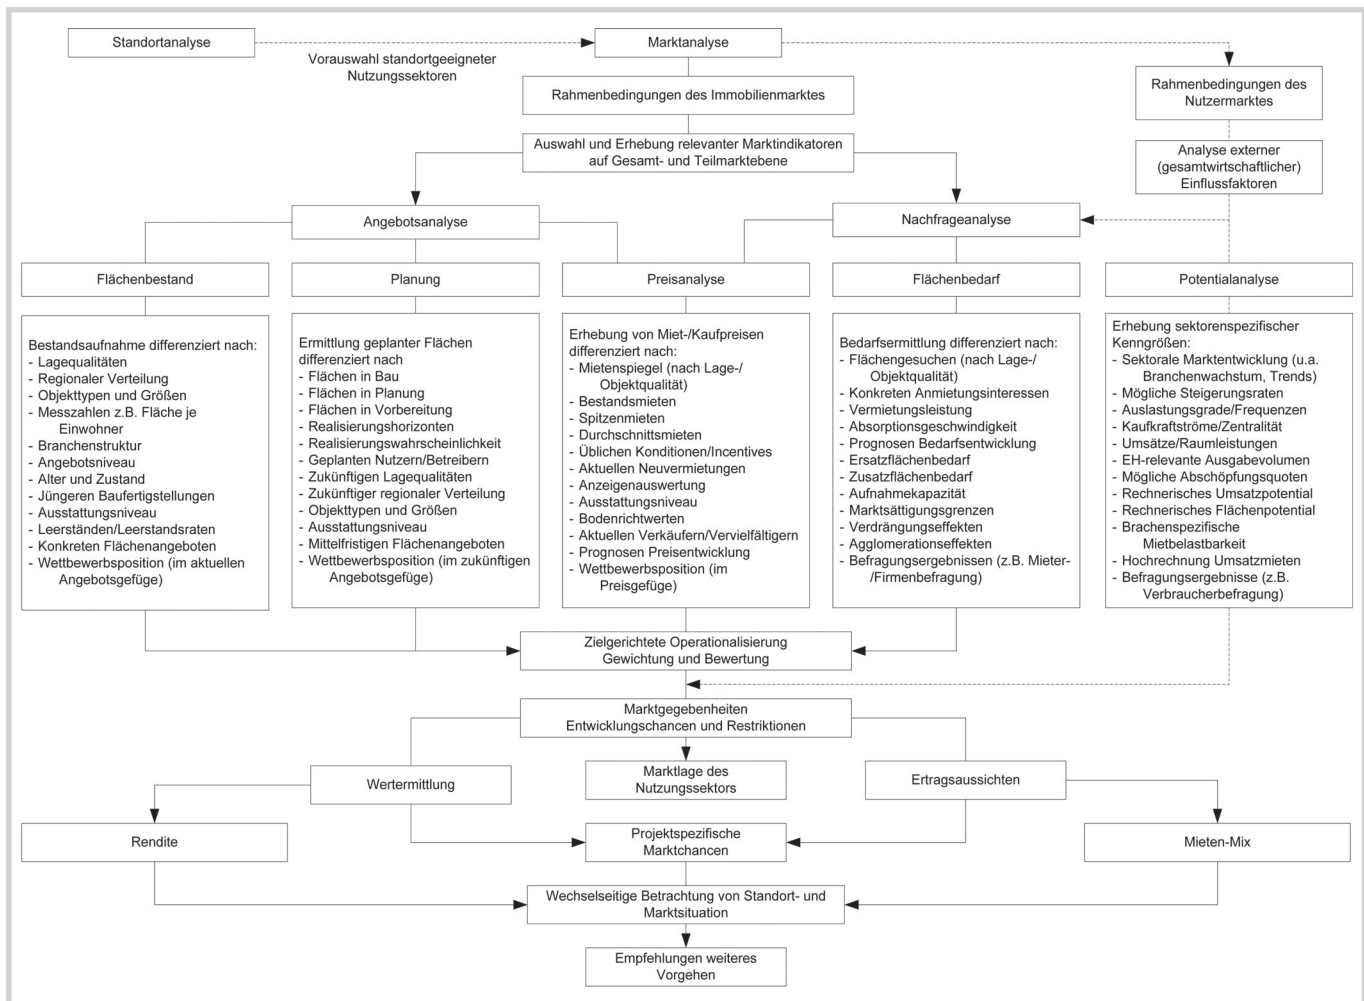 Standortanalyse
Vorauswahl standortgeeigneter
Nutzungssektoren
Marktanalyse
Rahmenbedingungen des Immobilienmarktes
Rahmenbedingungen des
Nutzermarktes
Auswahl und Erhebung relevanter Marktindikatoren
auf Gesamt- und Teilmarktebene
Analyse externer
(gesamtwirtschaftlicher)
Einflussfaktoren
Angebotsanalyse
Nachfrageanalyse
Flächenbestand
Planung
Preisanalyse
Flächenbedarf
Potentialanalyse
Bestandsaufnahme differenziert nach:
- Lagequalitäten
- Regionaler Verteilung
- Objekttypen und Größen
- Messzahlen z.B. Fläche je
Einwohner
- Branchenstruktur
- Angebotsniveau
- Alter und Zustand
- Jüngeren Baufertigstellungen
- Ausstattungsniveau
- Leerständen/Leerstandsraten
- Konkreten Flächenangeboten
- Wettbewerbsposition (im aktuellen
Angebotsgefüge)
Ermittlung geplanter Flächen
differenziert nach
- Flächen in Bau
- Flächen in Planung
- Flächen in Vorbereitung
- Realisierungshorizonten
- Realisierungswahrscheinlichkeit
- Geplanten Nutzern/Betreibern
- Zukünftigen Lagequalitäten
- Zukünftiger regionaler Verteilung
- Objekttypen und Größen
- Ausstattungsniveau
- Mittelfristigen Flächenangeboten
- Wettbewerbsposition (im zukünftigen
Angebotsgefüge)
Erhebung von Miet-/Kaufpreisen
differenziert nach:
- Mietenspiegel (nach Lage-/
Objektqualität)
- Bestandsmieten
- Spitzenmieten
- Durchschnittsmieten
- Üblichen Konditionen/Incentives
- Aktuellen Neuvermietungen
- Anzeigenauswertung
- Ausstattungsniveau
- Bodenrichtwerten
- Aktuellen Verkäufern/Vervielfältigern
- Prognosen Preisentwicklung
- Wettbewerbsposition (im
Preisgefüge)
Bedarfsermittlung differenziert nach:
- Flächengesuchen (nach Lage-/
Objektqualität)
- Konkreten Anmietungsinteressen
- Vermietungsleistung
- Absorptionsgeschwindigkeit
- Prognosen Bedarfsentwicklung
- Ersatzflächenbedarf
- Zusatzflächenbedarf
- Aufnahmekapazität
- Marktsättigungsgrenzen
- Verdrängungseffekten
- Agglomerationseffekten
- Befragungsergebnissen (z.B. Mieter-
/Firmenbefragung)
Erhebung sektorenspezifischer
Kenngrößen:
- Sektorale Marktentwicklung (u.a.
Branchenwachstum, Trends)
- Mögliche Steigerungsraten
- Auslastungsgrade/Frequenzen
- Kaufkraftströme/Zentralität
- Umsätze/Raumleistungen
- EH-relevante Ausgabevolumen
- Mögliche Abschöpfungsquoten
- Rechnerisches Umsatzpotential
- Rechnerisches Flächenpotential
- Brachenspezifische
Mietbelastbarkeit
- Hochrechnung Umsatzmieten
- Befragungsergebnisse (z.B.
Verbraucherbefragung)
Zielgerichtete Operationalisierung
Gewichtung und Bewertung
Marktgegebenheiten
Entwicklungschancen und Restriktionen
Wertermittlung
Marktlage des
Nutzungssektors
Ertragsaussichten
Rendite
Projektspezifische
Marktchancen
Mieten-Mix
Wechselseitige Betrachtung von Standort- und
Marktsituation
Empfehlungen weiteres
Vorgehen